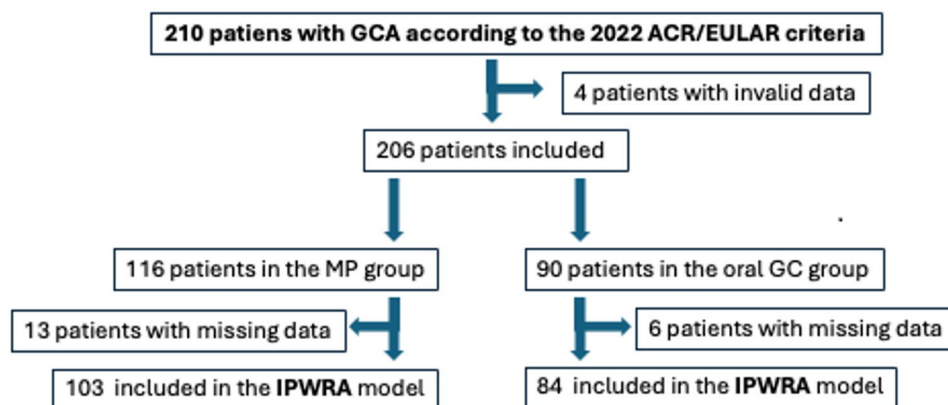 210 patiens with GCA according to the 2022 ACR/EULAR criteria
4 patients with invalid data
206 patients included
116 patients in the MP group
90 patients in the oral GC group
13 patients with missing data
6 patients with missing data
103 included in the IPWRA model
84 included in the IPWRA model